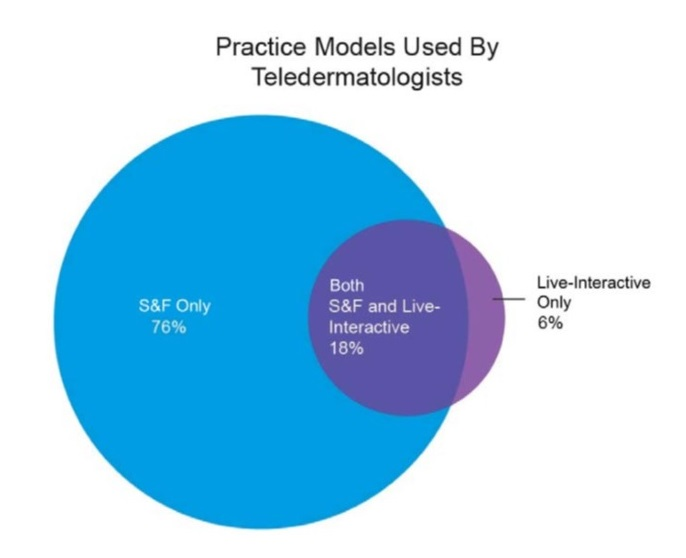 Practice Models Used By
Teledermatologists
S&F Only
76%
Both
S&F and Live-
Interactive
18%
Live-Interactive
Only
6%